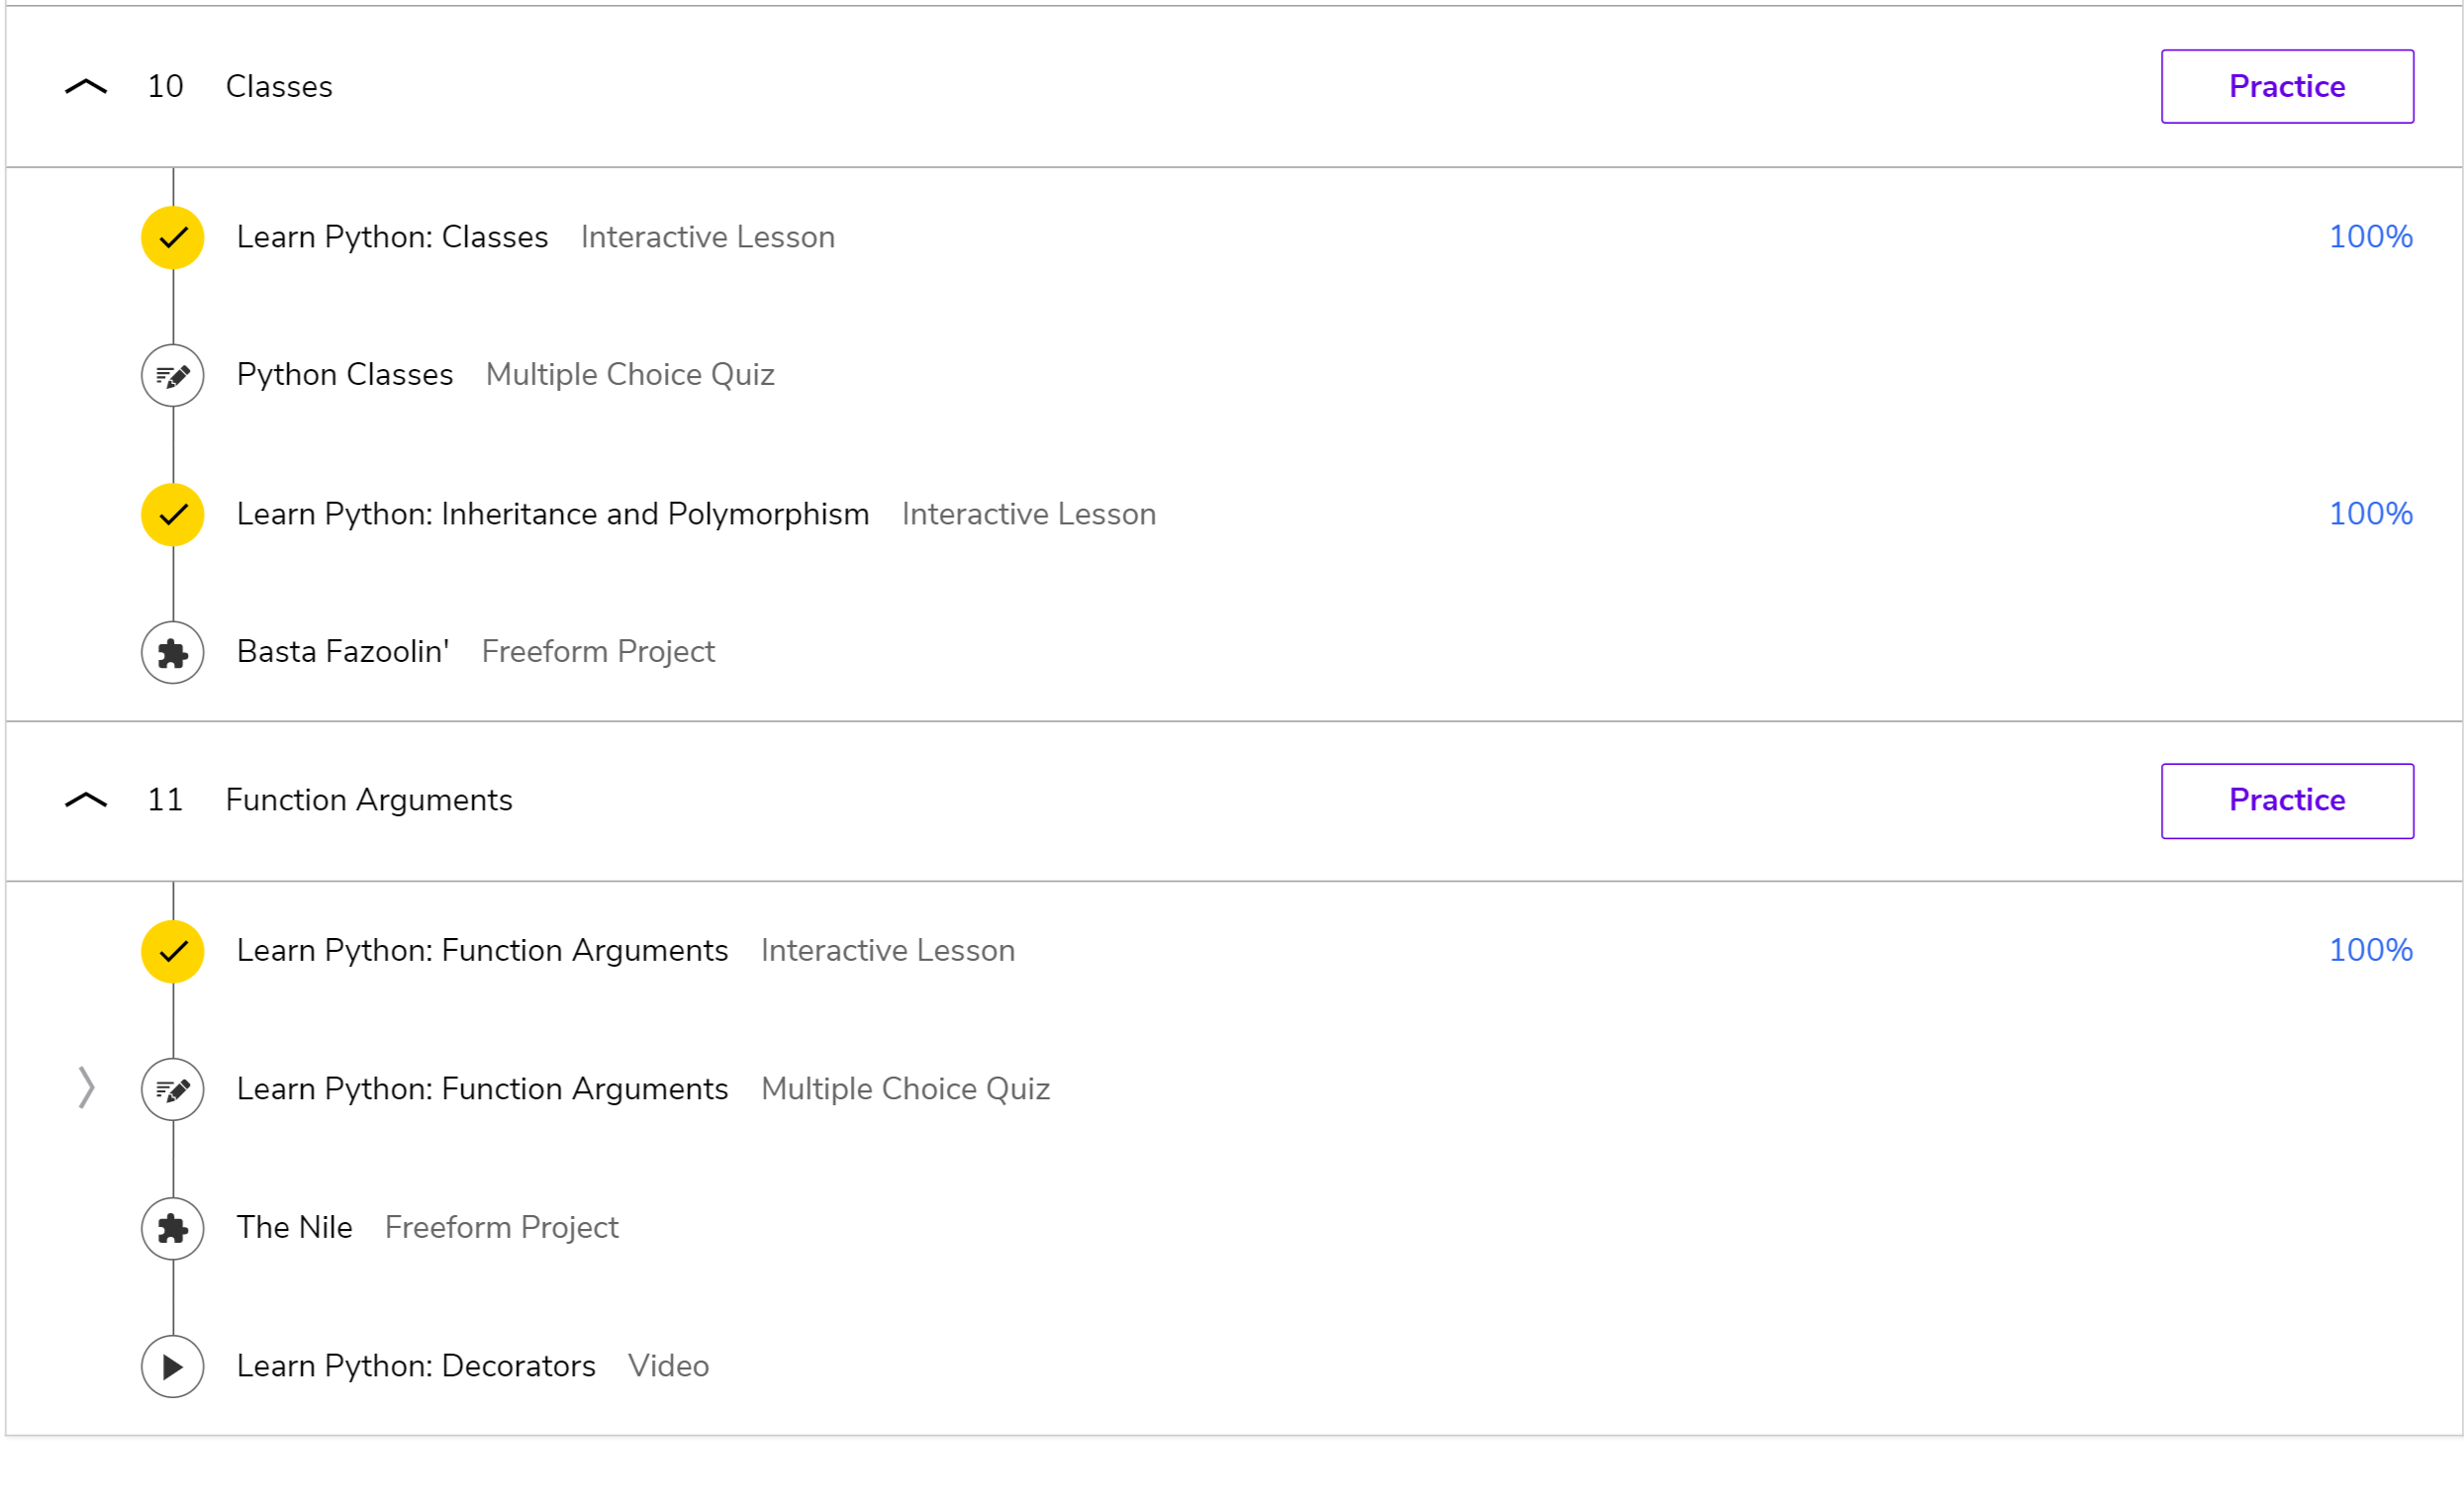 10 Classes Practice
Learn Python: Classes Interactive Lesson 100%
Python Classes Multiple Choice Quiz
Learn Python: Inheritance and Polymorphism Interactive Lesson 100%
Basta Fazoolin' Freeform Project
11 Function Arguments Practice
Learn Python: Function Arguments Interactive Lesson 100%
Learn Python: Function Arguments Multiple Choice Quiz
The Nile Freeform Project
Learn Python: Decorators Video